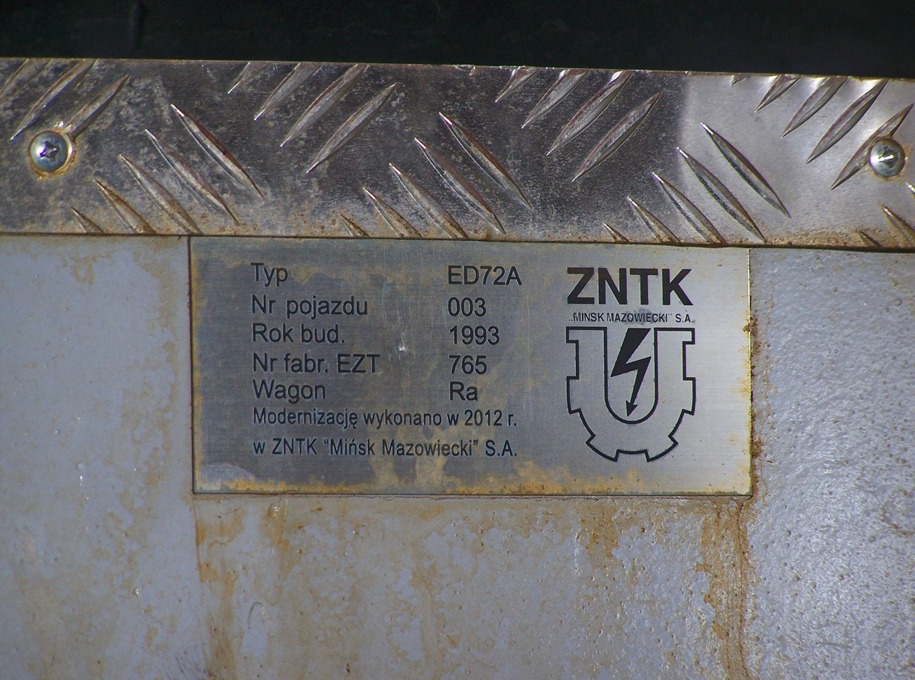 Typ ED72A
Nr pojazdu 003
Rok bud. 1993
Nr fabr. EZT 765
Wagon Ra
Modernizację wykonano w 2012 r.
w ZNTK "Mińsk Mazowiecki" S.A.
ZNTK
„MINSK MAZOWIECKI" S.A.